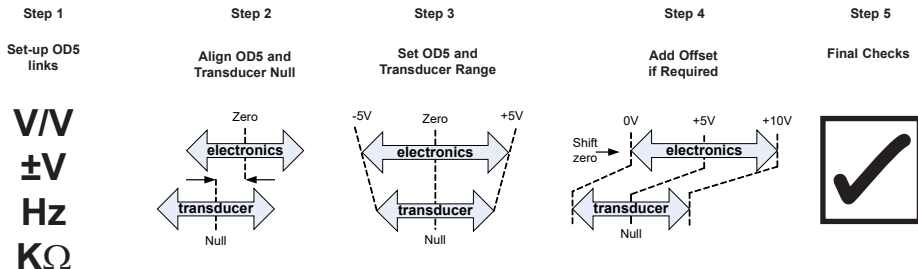 Step 1
Set-up OD5
links
V/V
±V
Hz
KΩ
Step 2
Align OD5 and
Transducer Null
Zero
electronics
transducer
Null
Step 3
Set OD5 and
Transducer Range
-5V Zero +5V
electronics
transducer
Null
Step 4
Add Offset
if Required
0V +5V +10V
Shift
zero
electronics
transducer
Null
Step 5
Final Checks